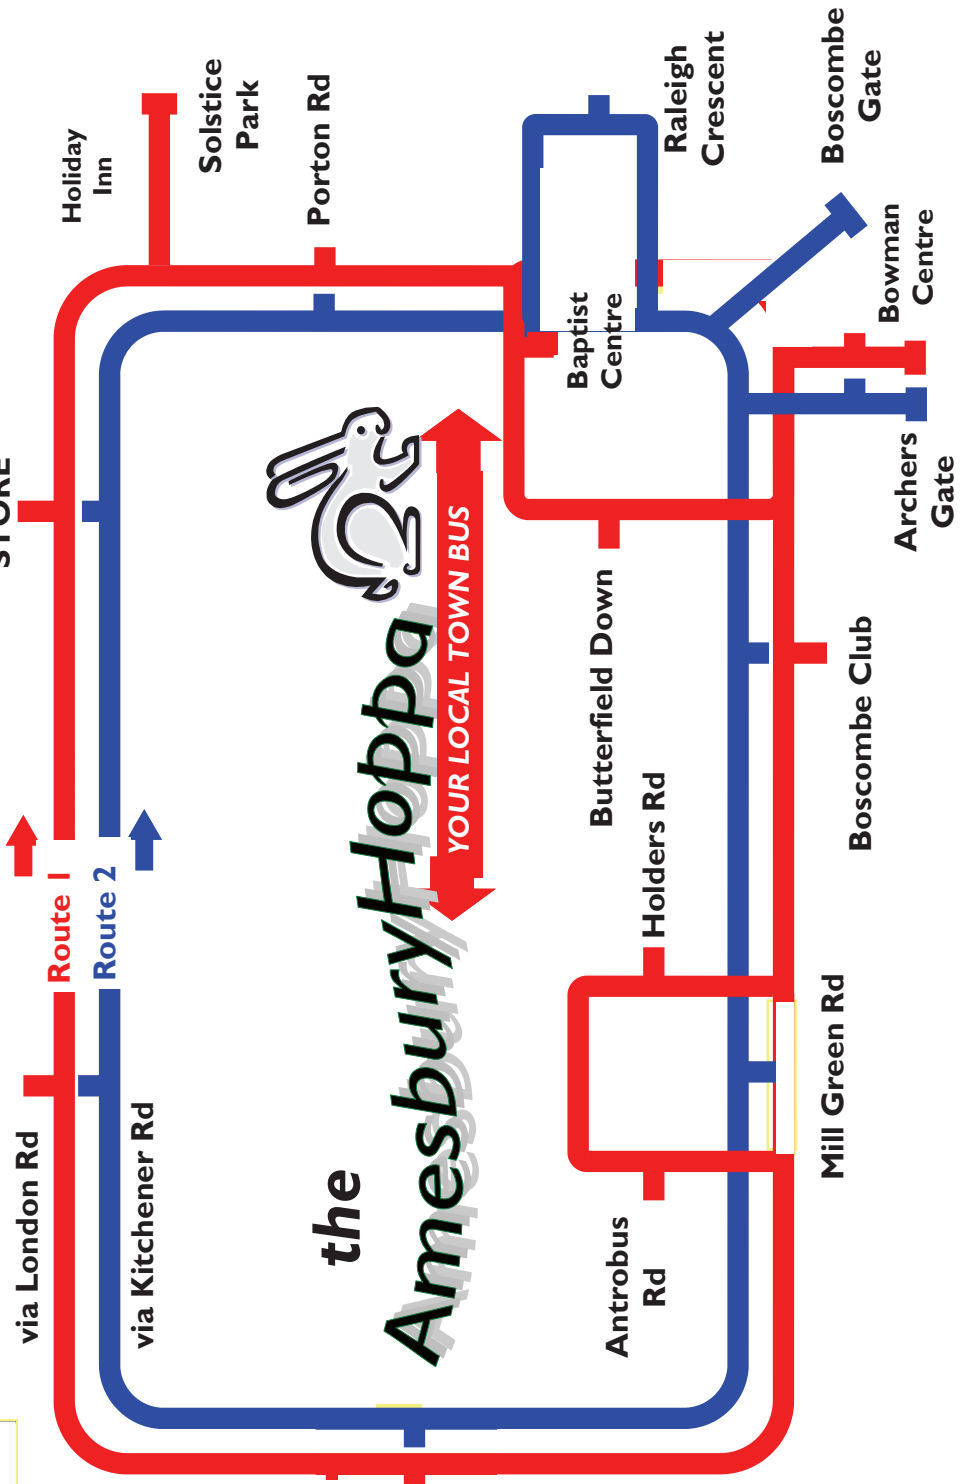 STORE
via London Rd
Route 1
Holiday
Inn
Route 2
via Kitchener Rd
Solstice
Park
Porton Rd
the
AmesburyHoppa
YOUR LOCAL TOWN BUS
Baptist
Centre
Raleigh
Crescent
Butterfield Down
Antrobus
Rd
Holders Rd
Boscombe
Gate
Mill Green Rd
Boscombe Club
Bowman
Centre
Archers
Gate